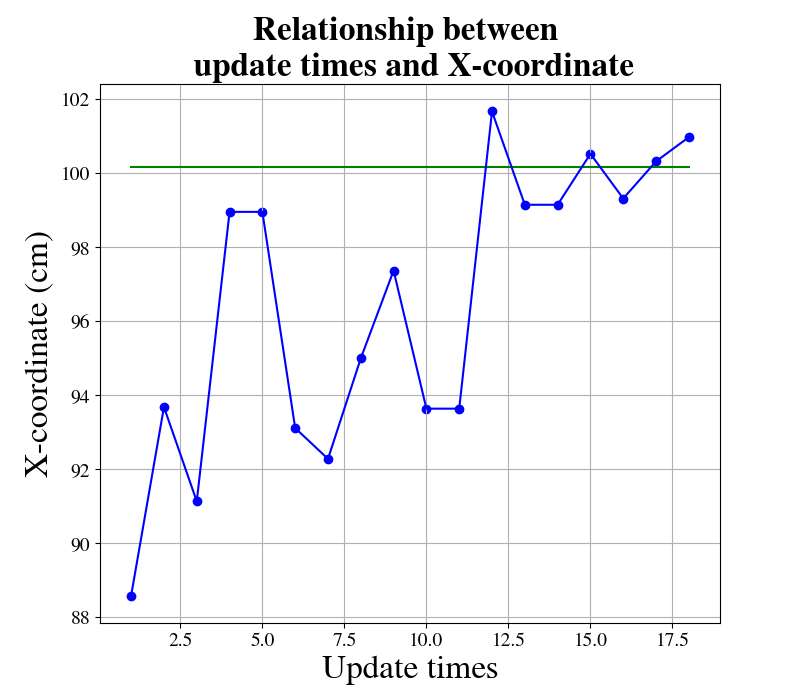 Relationship between
update times and X-coordinate
102
100
98
96
94
92
90
88
X-coordinate (cm)
2.5 5.0 7.5 10.0 12.5 15.0 17.5
Update times